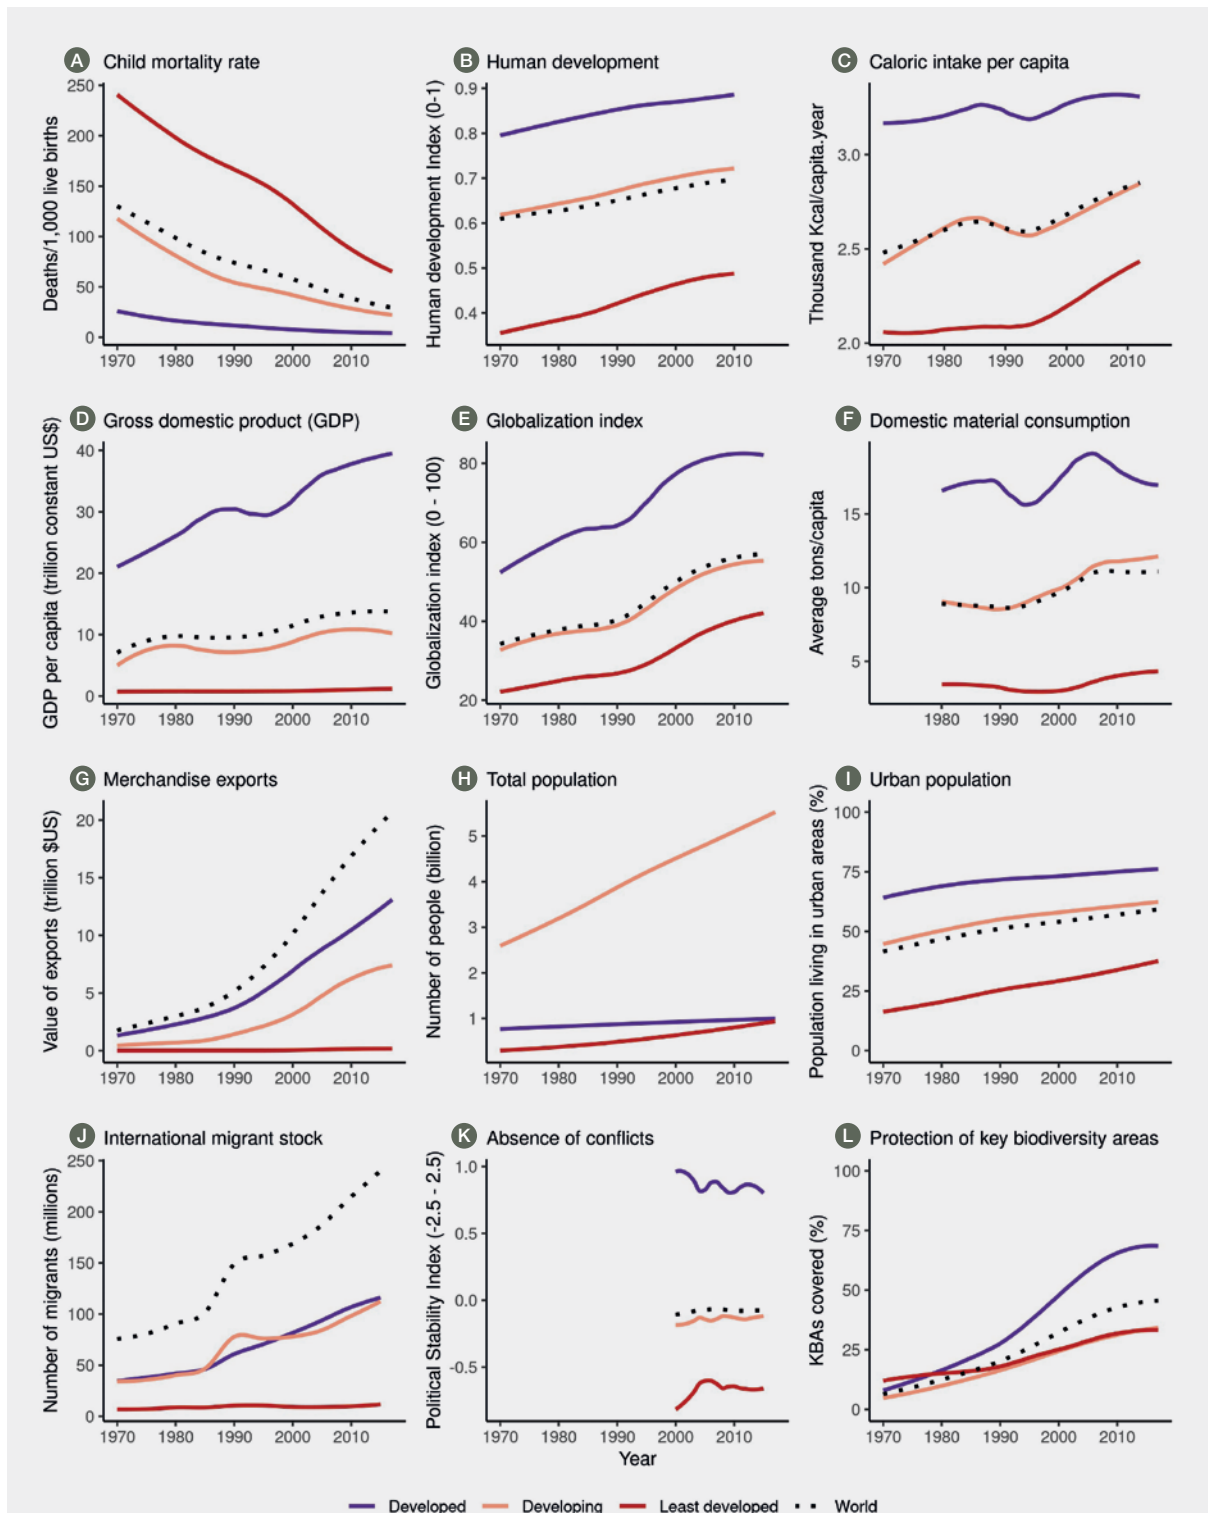 A Child mortality rate
Deaths/1,000 live births
250
200
150
100
50
0
1970 1980 1990 2000 2010
B Human development
Human development Index (0-1)
0.9
0.8
0.7
0.6
0.5
0.4
1970 1980 1990 2000 2010
C Caloric intake per capita
Thousand Kcal/capita.year
3.0
2.5
2.0
1970 1980 1990 2000 2010
D Gross domestic product (GDP)
GDP per capita (trillion constant US$)
40
30
20
10
0
1970 1980 1990 2000 2010
E Globalization index
Globalization index (0 - 100)
80
60
40
20
1970 1980 1990 2000 2010
F Domestic material consumption
Average tons/capita
15
10
5
1980 1990 2000 2010
G Merchandise exports
Value of exports (trillion $US)
20
15
10
5
0
1970 1980 1990 2000 2010
H Total population
Number of people (billion)
5
4
3
2
1
1970 1980 1990 2000 2010
I Urban population
Population living in urban areas (%)
100
75
50
25
0
1970 1980 1990 2000 2010
J International migrant stock
Number of migrants (millions)
250
200
150
100
50
0
1970 1980 1990 2000 2010
K Absence of conflicts
Political Stability Index (-2.5 - 2.5)
1.0
0.5
0.0
-0.5
1970 1980 1990 2000 2010
L Protection of key biodiversity areas
KBAs covered (%)
100
75
50
25
0
1970 1980 1990 2000 2010
Year
Developed Developing Least developed World